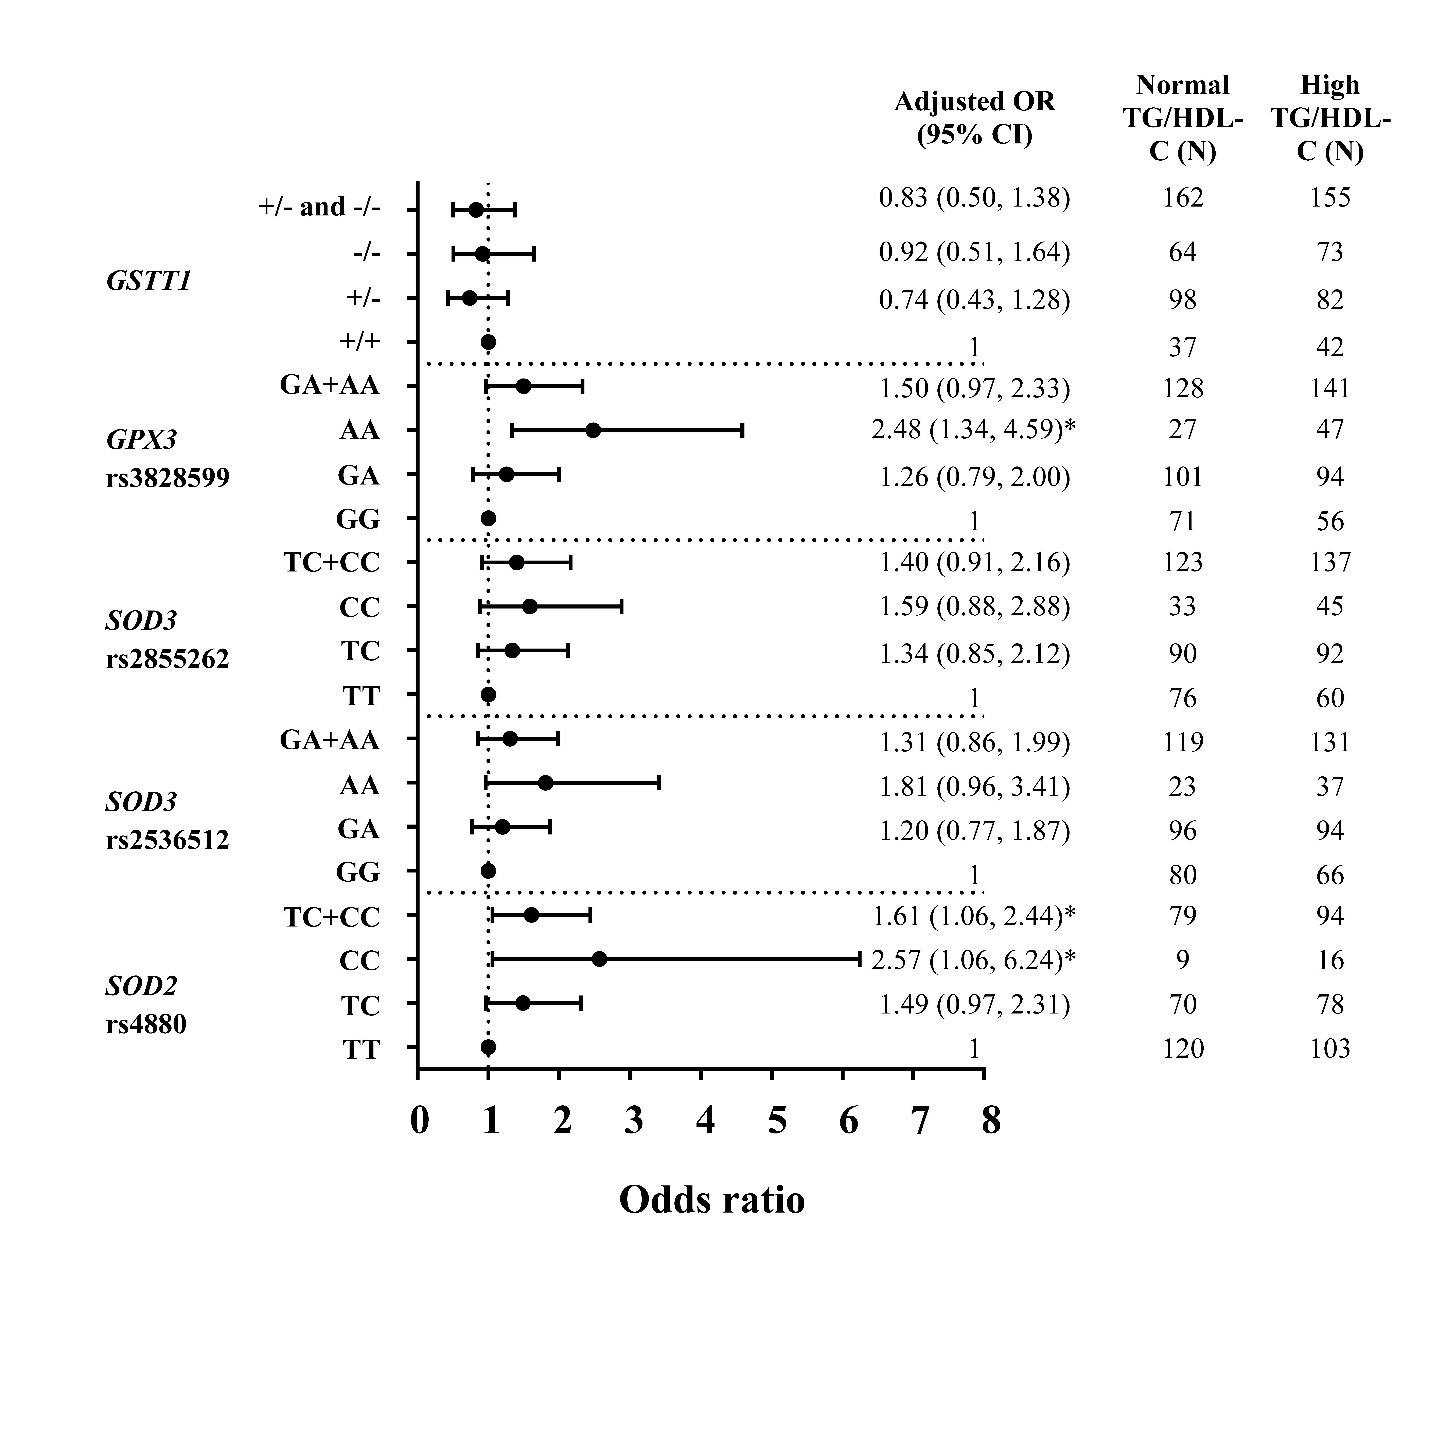 Adjusted OR
(95% CI)
Normal
TG/HDL-
C (N)
High
TG/HDL-
C (N)
GSTT1
+/- and -/- 0.83 (0.50, 1.38) 162 155
-/- 0.92 (0.51, 1.64) 64 73
+/- 0.74 (0.43, 1.28) 98 82
+/+ 1 37 42
GPX3
rs3828599
GA+AA 1.50 (0.97, 2.33) 128 141
AA 2.48 (1.34, 4.59)* 27 47
GA 1.26 (0.79, 2.00) 101 94
GG 1 71 56
SOD3
rs2855262
TC+CC 1.40 (0.91, 2.16) 123 137
CC 1.59 (0.88, 2.88) 33 45
TC 1.34 (0.85, 2.12) 90 92
TT 1 76 60
SOD3
rs2536512
GA+AA 1.31 (0.86, 1.99) 119 131
AA 1.81 (0.96, 3.41) 23 37
GA 1.20 (0.77, 1.87) 96 94
GG 1 80 66
SOD2
rs4880
TC+CC 1.61 (1.06, 2.44)* 79 94
CC 2.57 (1.06, 6.24)* 9 16
TC 1.49 (0.97, 2.31) 70 78
TT 1 120 103
0 1 2 3 4 5 6 7 8
Odds ratio